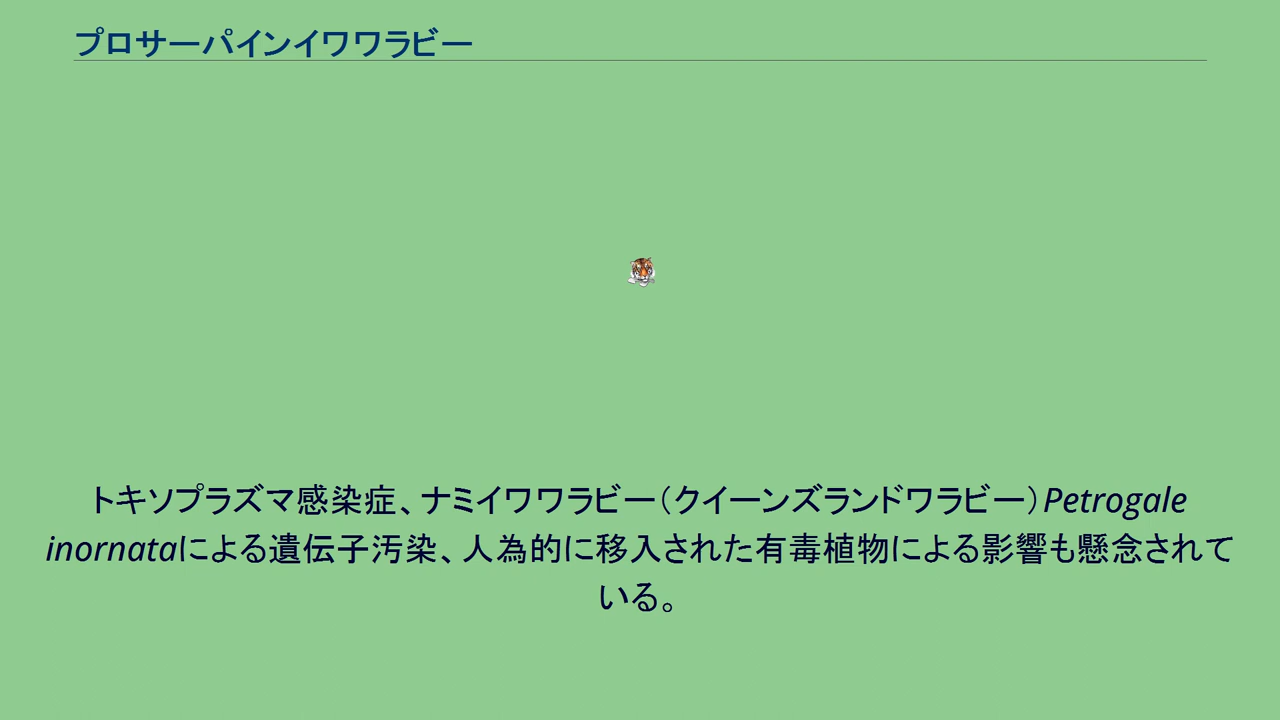 プロサーパインイワワラビー
トキソプラズマ感染症、ナミイワワラビー（クイーンズランドワラビー）Petrogale
inornataによる遺伝子汚染、人為的に移入された有毒植物による影響も懸念されて
いる。